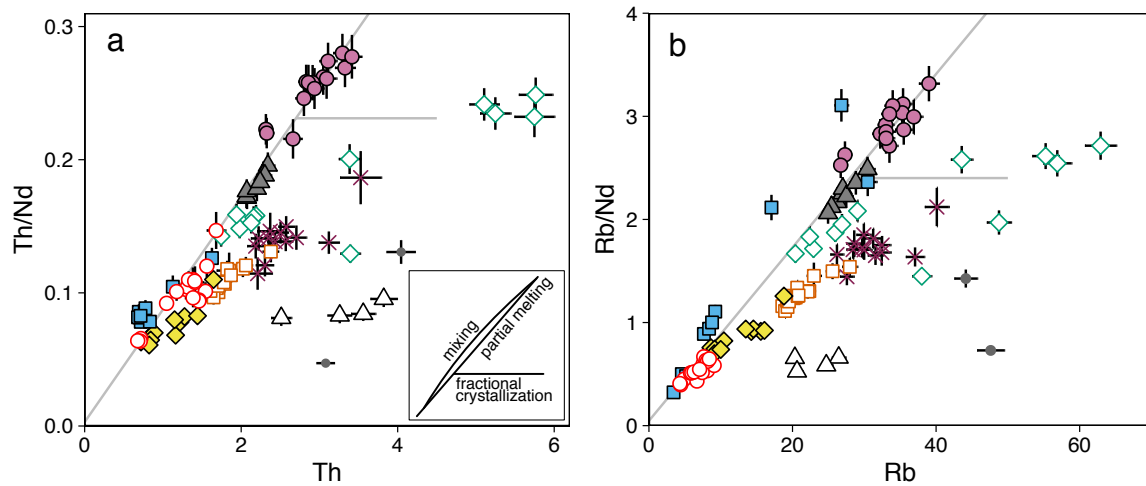 a
0.3
0.2
0.1
0.0
Th/Nd
0
2
4
6
Th
mixing
partial melting
fractional
crystallization
b
4
3
2
1
0
Rb/Nd
0
20
40
60
Rb